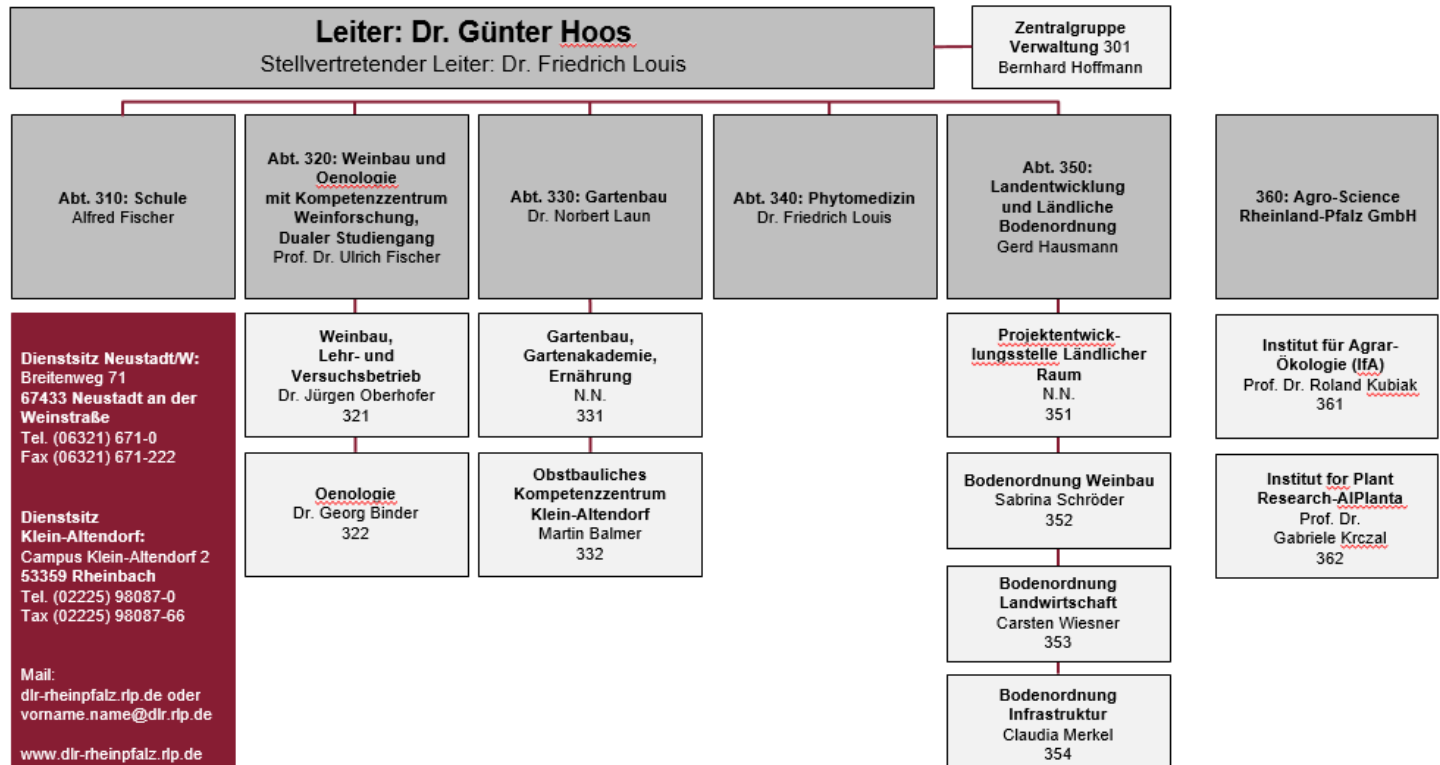 Leiter: Dr. Günter Hoos
Stellvertretender Leiter: Dr. Friedrich Louis
Zentralgruppe
Verwaltung 301
Bernhard Hoffmann
Abt. 310: Schule
Alfred Fischer
Abt. 320: Weinbau und
Oenologie
mit Kompetenzzentrum
Weinforschung,
Dualer Studiengang
Prof. Dr. Ulrich Fischer
Abt. 330: Gartenbau
Dr. Norbert Laun
Abt. 340: Phytomedizin
Dr. Friedrich Louis
Abt. 350:
Landentwicklung
und Ländliche
Bodenordnung
Gerd Hausmann
360: Agro-Science
Rheinland-Pfalz GmbH
Dienstsitz Neustadt/W:
Breitenweg 71
67433 Neustadt an der
Weinstraße
Tel. (06321) 671-0
Fax (06321) 671-222
Dienstsitz
Klein-Altendorf:
Campus Klein-Altendorf 2
53359 Rheinbach
Tel. (02225) 98087-0
Tax (02225) 98087-66
Mail:
dlr-rheinpfalz.rlp.de oder
vorname.name@dlr.rlp.de
www.dlr-rheinpfalz.rlp.de
Weinbau,
Lehr- und
Versuchsbetrieb
Dr. Jürgen Oberhofer
321
Oenologie
Dr. Georg Binder
322
Gartenbau,
Gartenakademie,
Ernährung
N.N.
331
Obstbauliches
Kompetenzzentrum
Klein-Altendorf
Martin Balmer
332
Projektentwick-
lungsstelle Ländlicher
Raum
N.N.
351
Bodenordnung Weinbau
Sabrina Schröder
352
Bodenordnung
Landwirtschaft
Carsten Wiesner
353
Bodenordnung
Infrastruktur
Claudia Merkel
354
Institut für Agrar-
Ökologie (IfA)
Prof. Dr. Roland Kubiak
361
Institut for Plant
Research-AlPlanta
Prof. Dr.
Gabriele Krczal
362